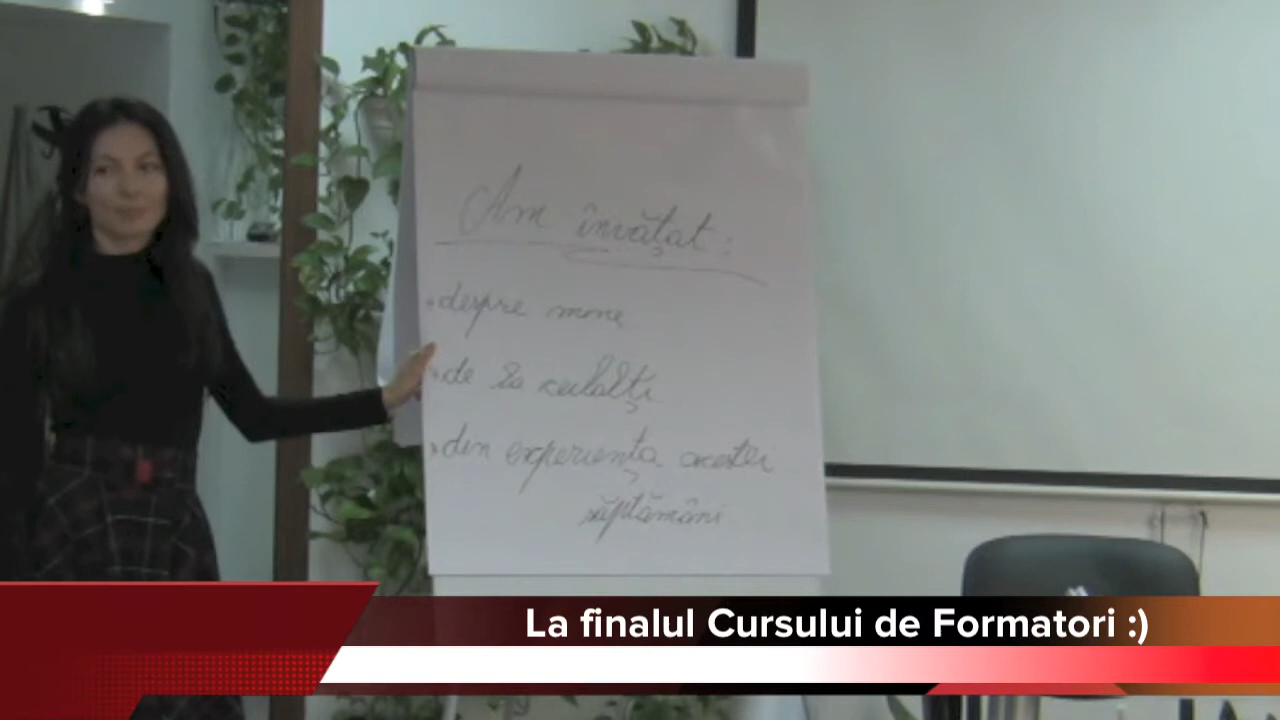 Am învățat :
• despre mine
• de la ceilalți
• din experiența acestei
săptămâni
La finalul Cursului de Formatori :)